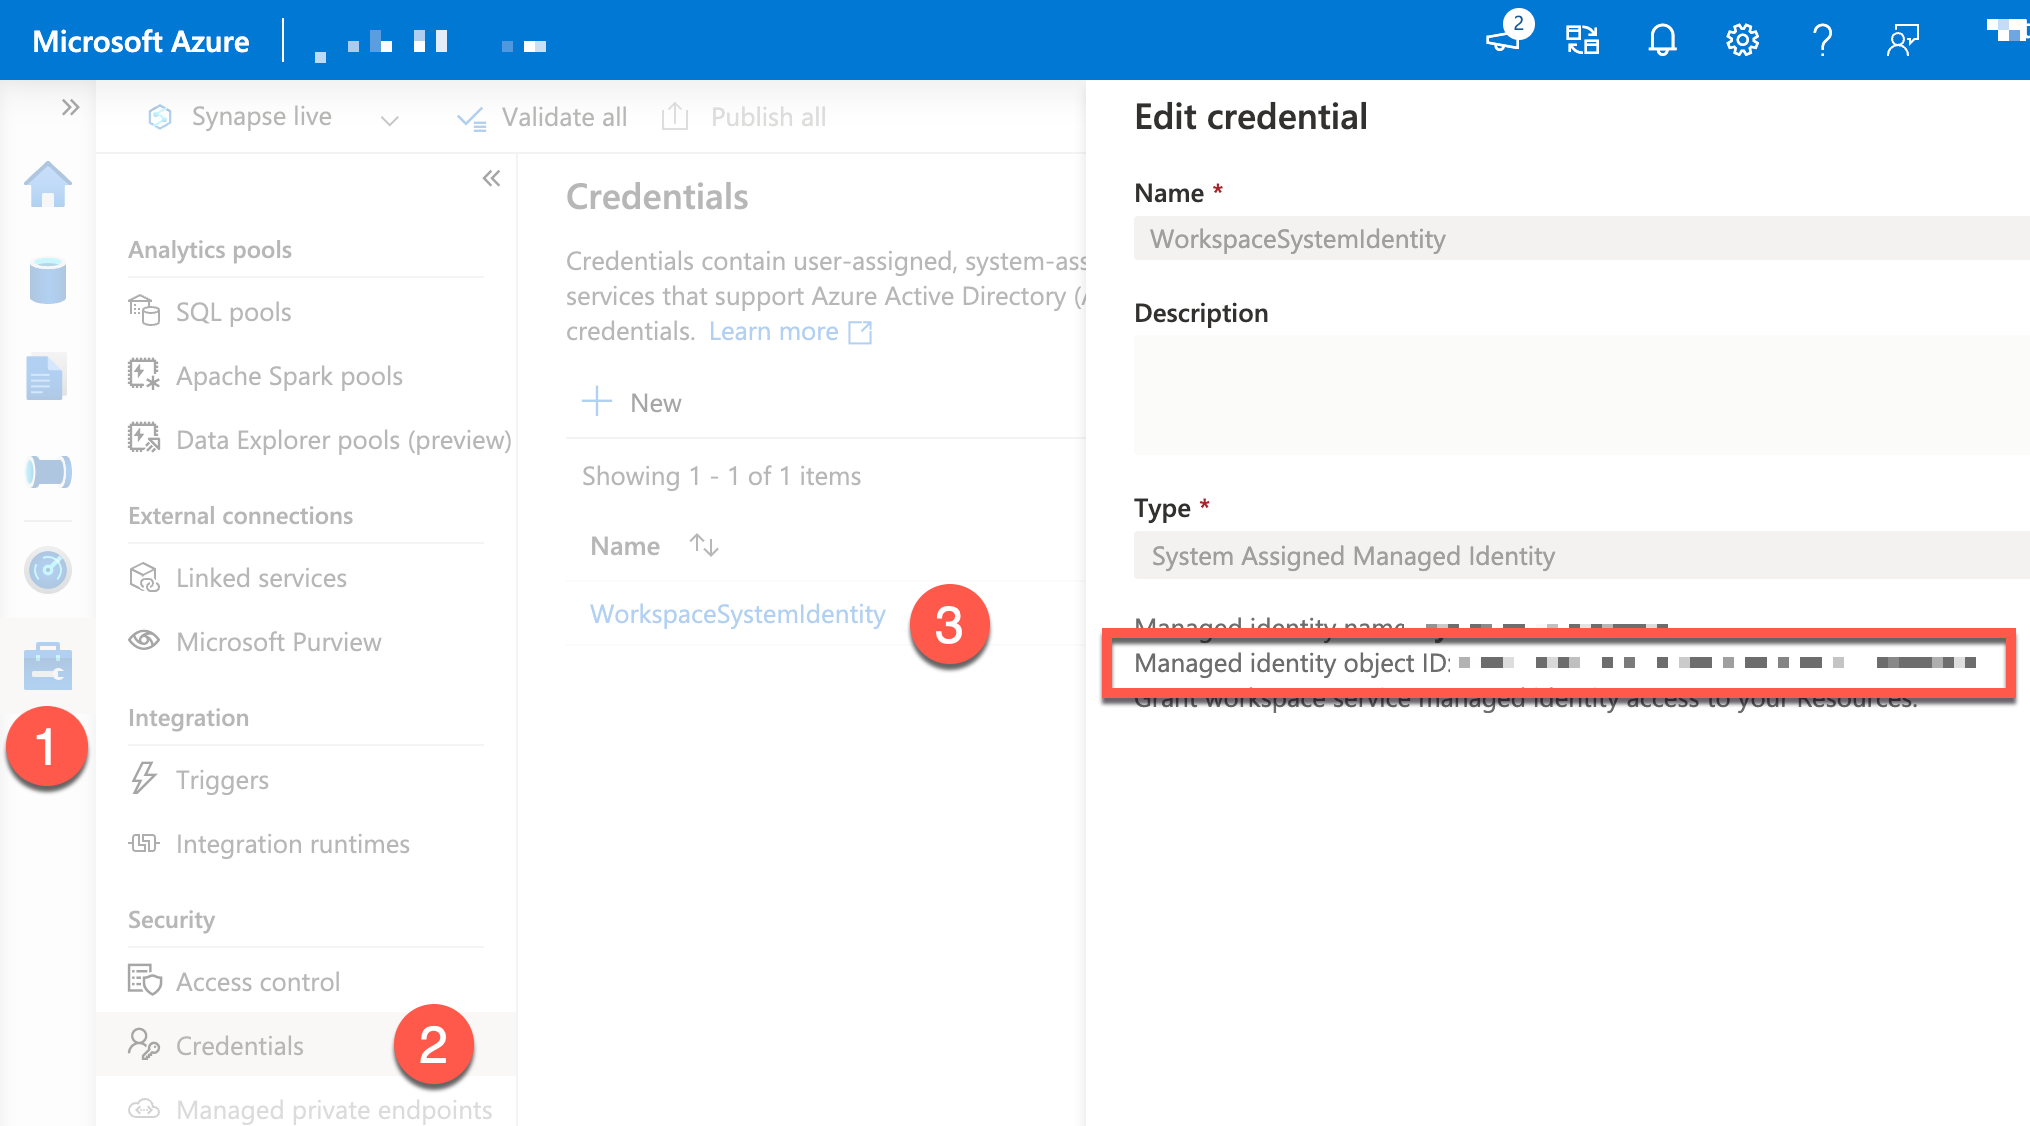 Microsoft Azure
2
Synapse live
Validate all
Publish all
Analytics pools
SQL pools
Apache Spark pools
Data Explorer pools (preview)
External connections
Linked services
Microsoft Purview
Integration
Triggers
Integration runtimes
Security
Access control
Credentials
Managed private endpoints
1
2
Credentials
Credentials contain user-assigned, system-ass
services that support Azure Active Directory (A
credentials. Learn more
New
Showing 1 - 1 of 1 items
Name
WorkspaceSystemIdentity
3
Edit credential
Name *
WorkspaceSystemIdentity
Description
Type *
System Assigned Managed Identity
Managed identity name
Managed identity object ID:
Grant workspace service managed identity access to your Resources.